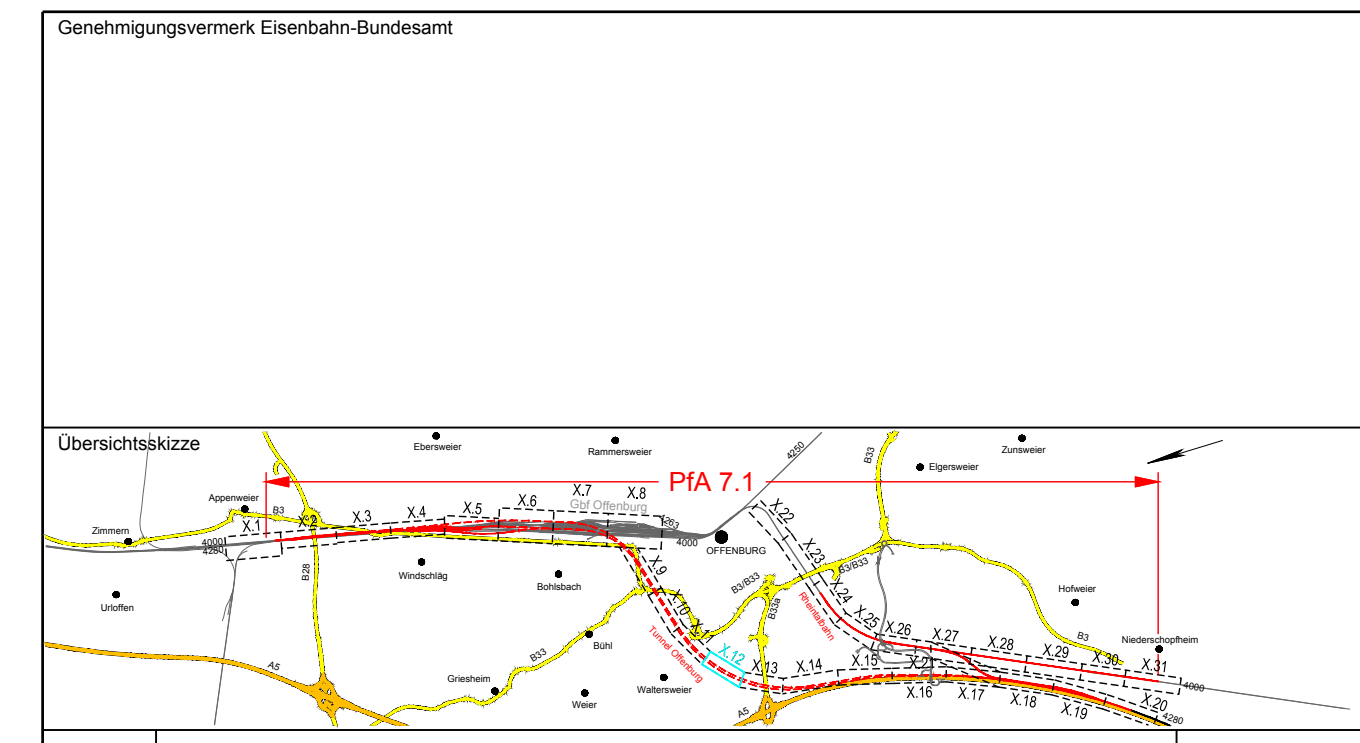 Genehmigungsvermerk Eisenbahn-Bundesamt
Übersichtsskizze
Ebersweier
Rammersweier
4250
B33
Zunsweier
Elgersweier
PfA 7.1
Appenweier
B3
X.1
X.2
X.3
X.4
X.5
X.6
X.7
X.8
Gbf Offenburg
4263
X.22
Zimmern
4000
4280
4000
OFFENBURG
X.23
B28
Windschläg
Bohlsbach
X.9
B3/B33
B3/B33
Urloffen
X.10
B33a
X.24
Hofweier
X.11
Rheintalbahn
X.25
X.26
X.27
X.28
B3
Niederschopfheim
Bühl
Tunnel Offenburg
X.12
X.29
X.30
X.31
B33
A5
Griesheim
Weier
Waltersweier
X.13
X.14
X.15
X.21
4000
X.16
X.17
X.18
X.19
X.20
A5
4280